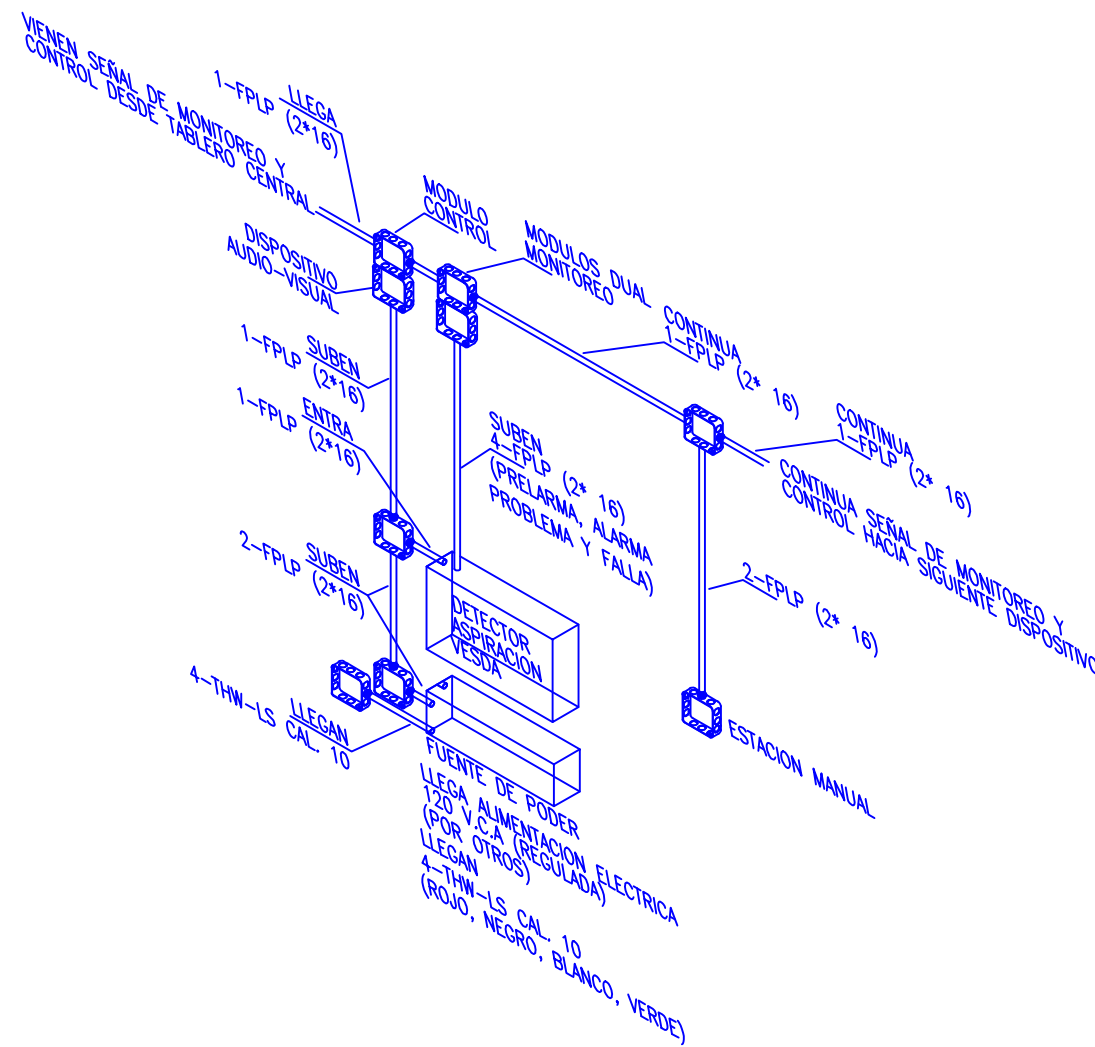 VIENEN SEÑAL DE MONITOREO Y
CONTROL DESDE TABLERO CENTRAL
LLEGA
1-FPLP (2*16)
MODULO
CONTROL
DISPOSITIVO
AUDIO-VISUAL
MODULOS DUAL
MONITOREO
CONTINUA
1-FPLP (2* 16)
SUBEN
1-FPLP (2*16)
ENTRA
1-FPLP (2*16)
SUBEN
4-FPLP (2* 16)
(PRELARMA, ALARMA
PROBLEMA Y FALLA)
CONTINUA
1-FPLP (2* 16)
CONTINUA SEÑAL DE MONITOREO Y
CONTROL HACIA SIGUIENTE DISPOSITIVO
SUBEN
2-FPLP (2*16)
2-FPLP (2* 16)
DETECTOR
ASPIRACION
VESDA
LLEGAN
4-THW-LS CAL. 10
ESTACION MANUAL
FUENTE DE PODER
LLEGA ALIMENTACION ELECTRICA
120 V.C.A (REGULADA)
(POR OTROS)
LLEGAN
4-THW-LS CAL. 10
(ROJO, NEGRO, BLANCO, VERDE)